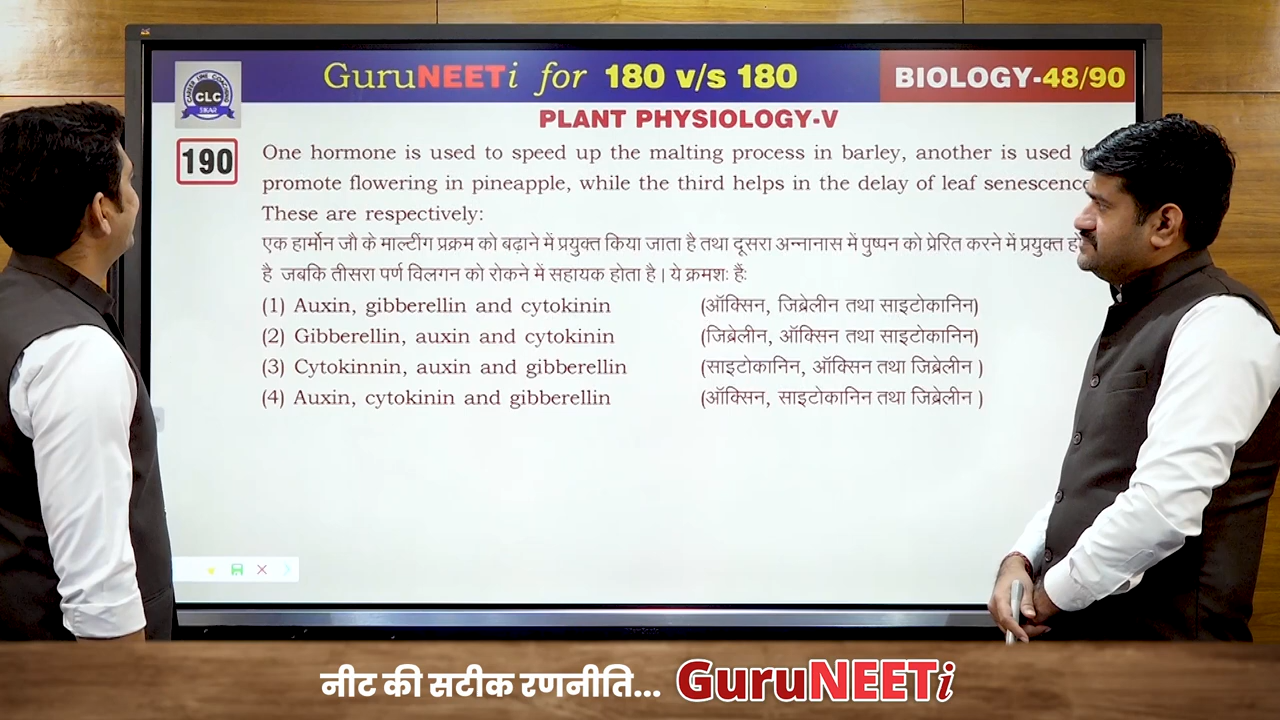 CAREER LINE COACHING
CLC
SIKAR
GuruNEETi for 180 v/s 180
BIOLOGY-48/90
PLANT PHYSIOLOGY-V
190
One hormone is used to speed up the malting process in barley, another is used
promote flowering in pineapple, while the third helps in the delay of leaf senescence
These are respectively:
एक हार्मोन जौ के माल्टींग प्रक्रम को बढ़ाने में प्रयुक्त किया जाता है तथा दूसरा अन्नानास में पुष्पन को प्रेरित करने में प्रयुक्त
है जबकि तीसरा पर्ण विलगन को रोकने में सहायक होता है। ये क्रमशः हैंः
(1) Auxin, gibberellin and cytokinin (ऑक्सिन, जिब्रेलीन तथा साइटोकानिन)
(2) Gibberellin, auxin and cytokinin (जिब्रेलीन, ऑक्सिन तथा साइटोकानिन)
(3) Cytokinnin, auxin and gibberellin (साइटोकानिन, ऑक्सिन तथा जिब्रेलीन )
(4) Auxin, cytokinin and gibberellin (ऑक्सिन, साइटोकानिन तथा जिब्रेलीन )
नीट की सटीक रणनीति... GuruNEETi